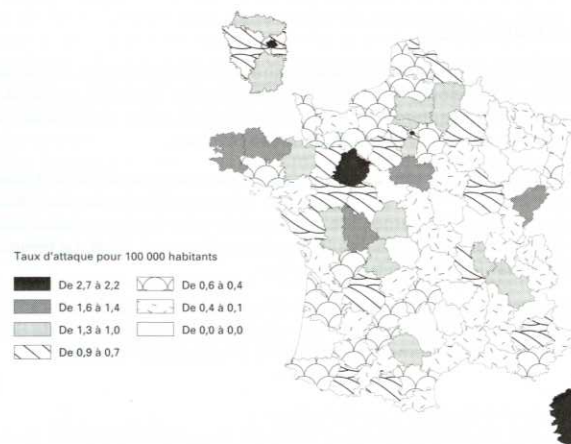 Taux d'attaque pour 100 000 habitants
De 2,7 à 2,2
De 0,6 à 0,4
De 1,6 à 1,4
De 0,4 à 0,1
De 1,3 à 1,0
De 0,0 à 0,0
De 0,9 à 0,7